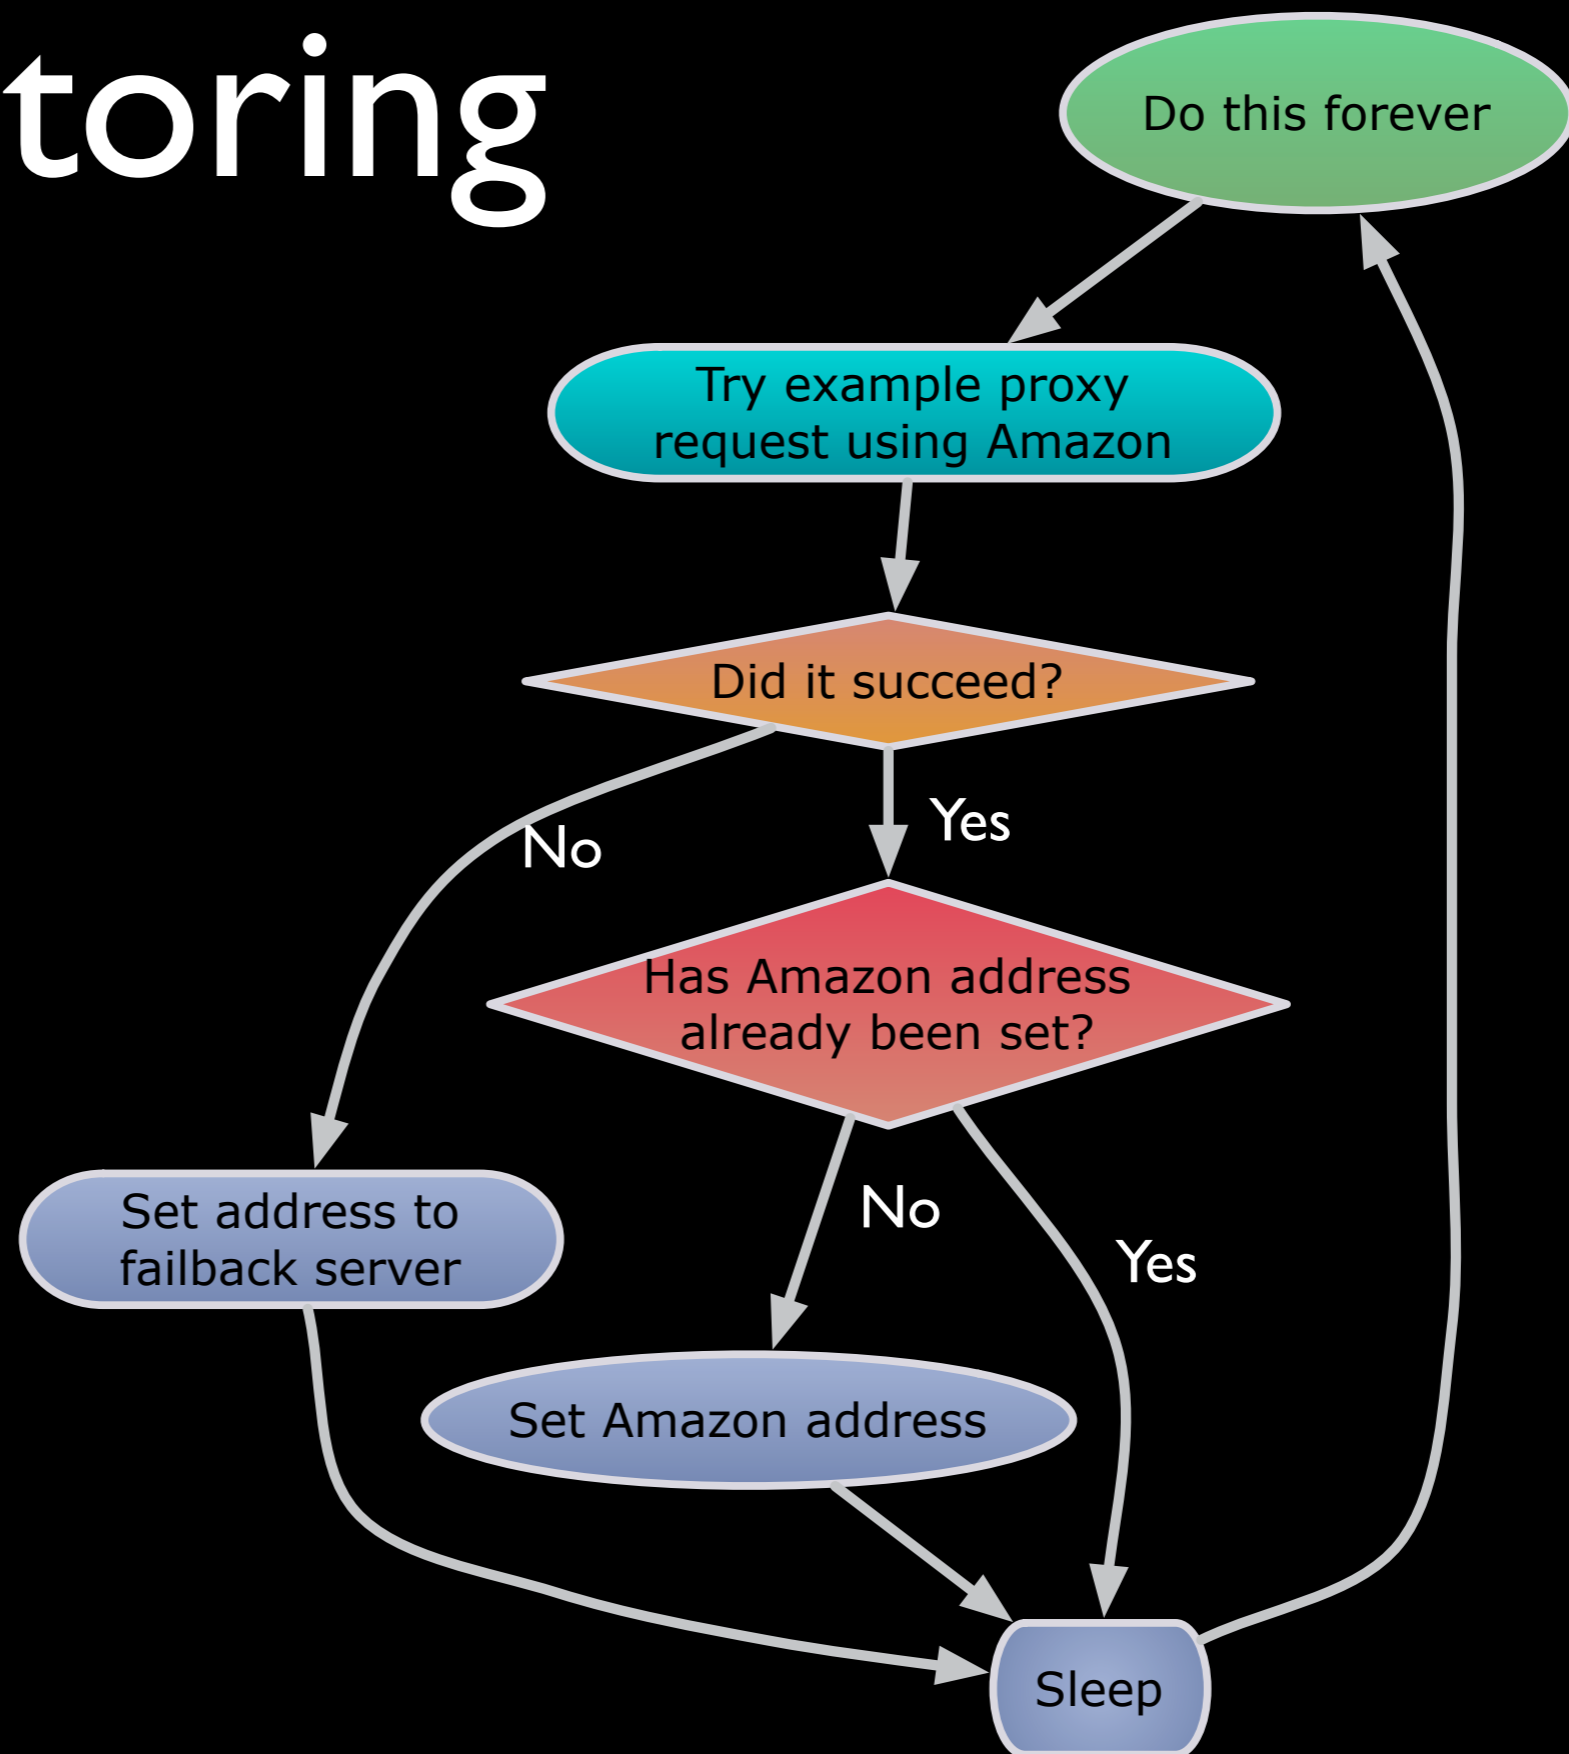 toring
Do this forever
Try example proxy
request using Amazon
Did it succeed?
No
Yes
Has Amazon address
already been set?
Set address to
failback server
No
Yes
Set Amazon address
Sleep